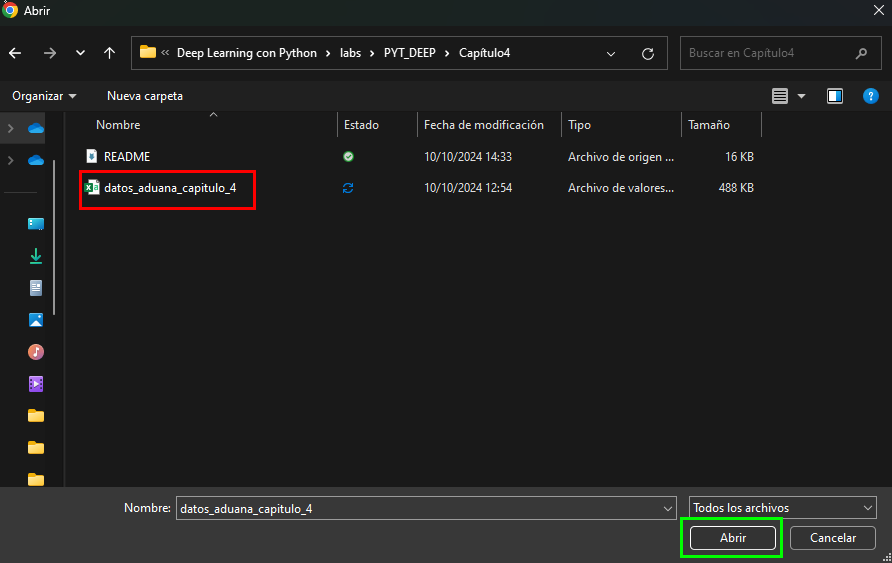 Abrir
« Deep Learning con Python > labs > PYT_DEEP > Capítulo4
Buscar en Capítulo4
Organizar
Nueva carpeta
Nombre Estado Fecha de modificación Tipo Tamaño
README 10/10/2024 14:33 Archivo de origen ... 16 KB
datos_aduana_capitulo_4 10/10/2024 12:54 Archivo de valores... 488 KB
Nombre: datos_aduana_capitulo_4 Todos los archivos
Abrir Cancelar